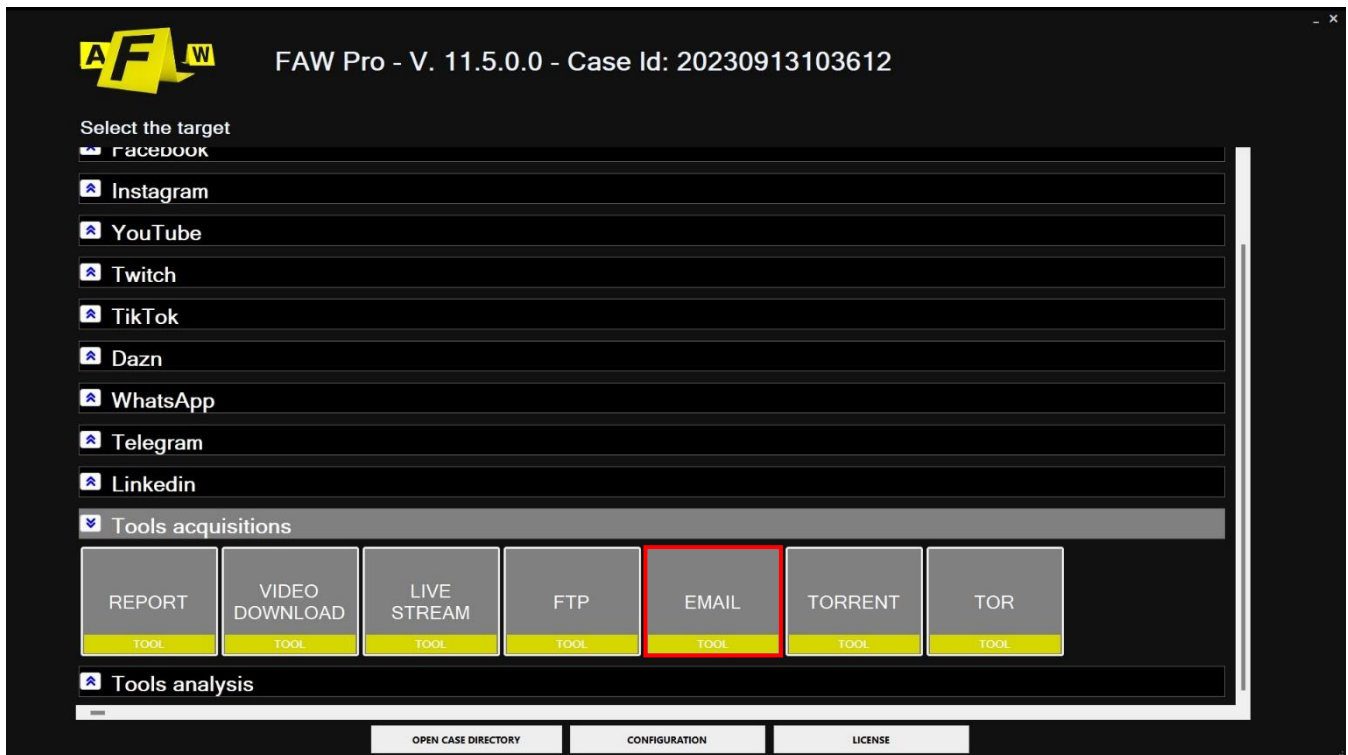 A F W
FAW Pro - V. 11.5.0.0 - Case Id: 20230913103612
Select the target
Facebook
Instagram
YouTube
Twitch
TikTok
Dazn
WhatsApp
Telegram
Linkedin
Tools acquisitions
REPORT
TOOL
VIDEO
DOWNLOAD
TOOL
LIVE
STREAM
TOOL
FTP
TOOL
EMAIL
TOOL
TORRENT
TOOL
TOR
TOOL
Tools analysis
OPEN CASE DIRECTORY
CONFIGURATION
LICENSE